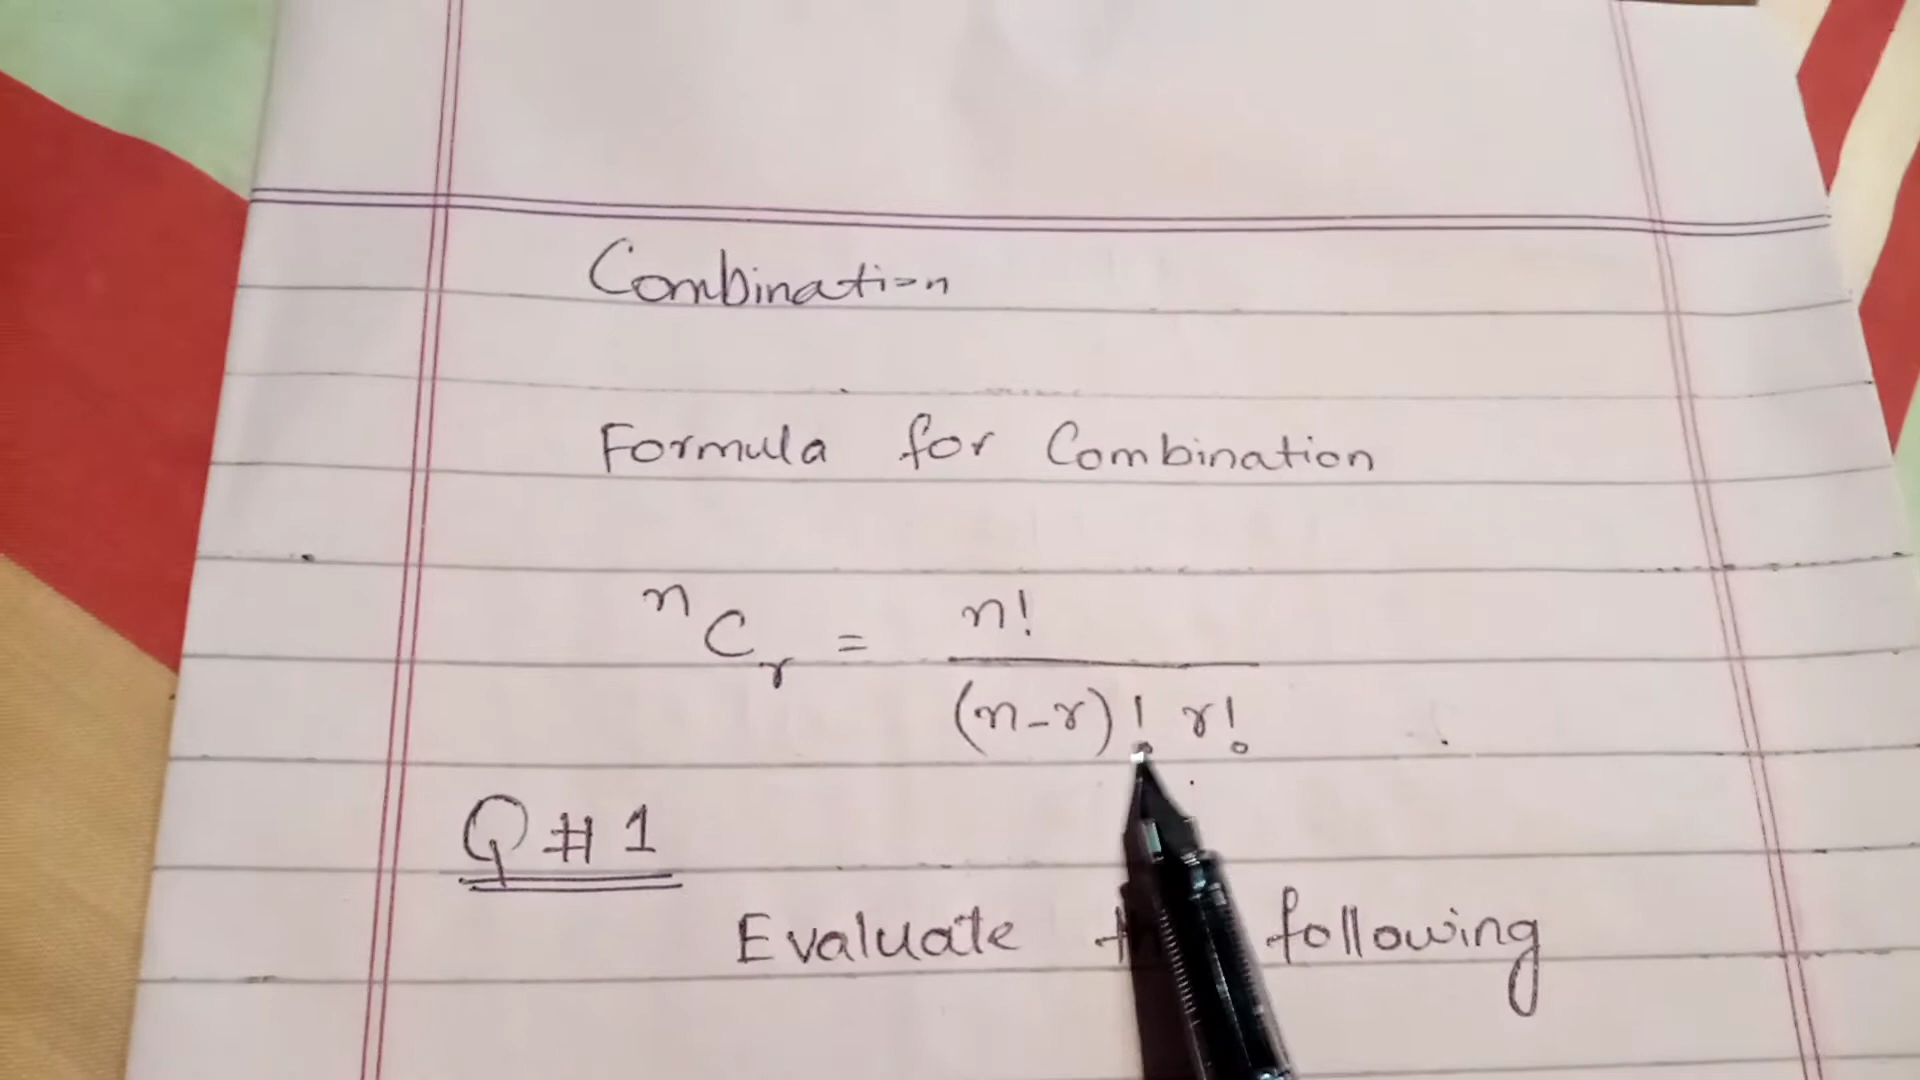 Combination
Formula for Combination
ⁿCᵣ = n! / (n-r)! r!
Q # 1
Evaluate following